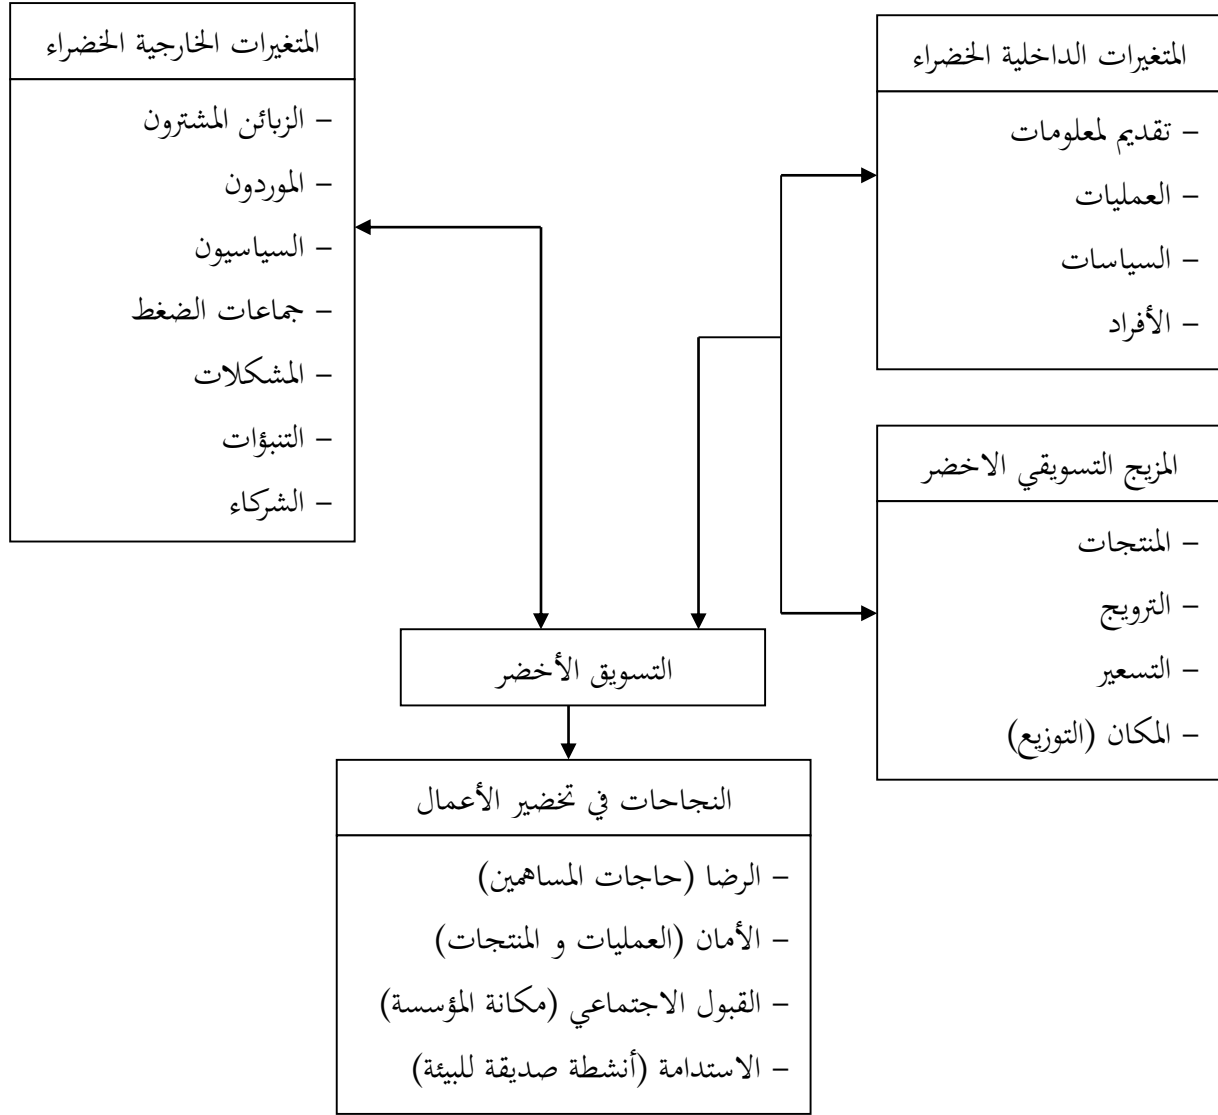 المتغيرات الداخلية الخضراء
– تقديم لمعلومات
– العمليات
– السياسات
– الأفراد
المتغيرات الخارجية الخضراء
– الزبائن المشترون
– الموردون
– السياسيون
– جماعات الضغط
– المشكلات
– التنبؤات
– الشركاء
المزيج التسويقي الاخضر
– المنتجات
– الترويج
– التسعير
– المكان (التوزيع)
التسويق الأخضر
النجاحات في تخضير الأعمال
– الرضا (حاجات المساهمين)
– الأمان (العمليات و المنتجات)
– القبول الاجتماعي (مكانة المؤسسة)
– الاستدامة (أنشطة صديقة للبيئة)